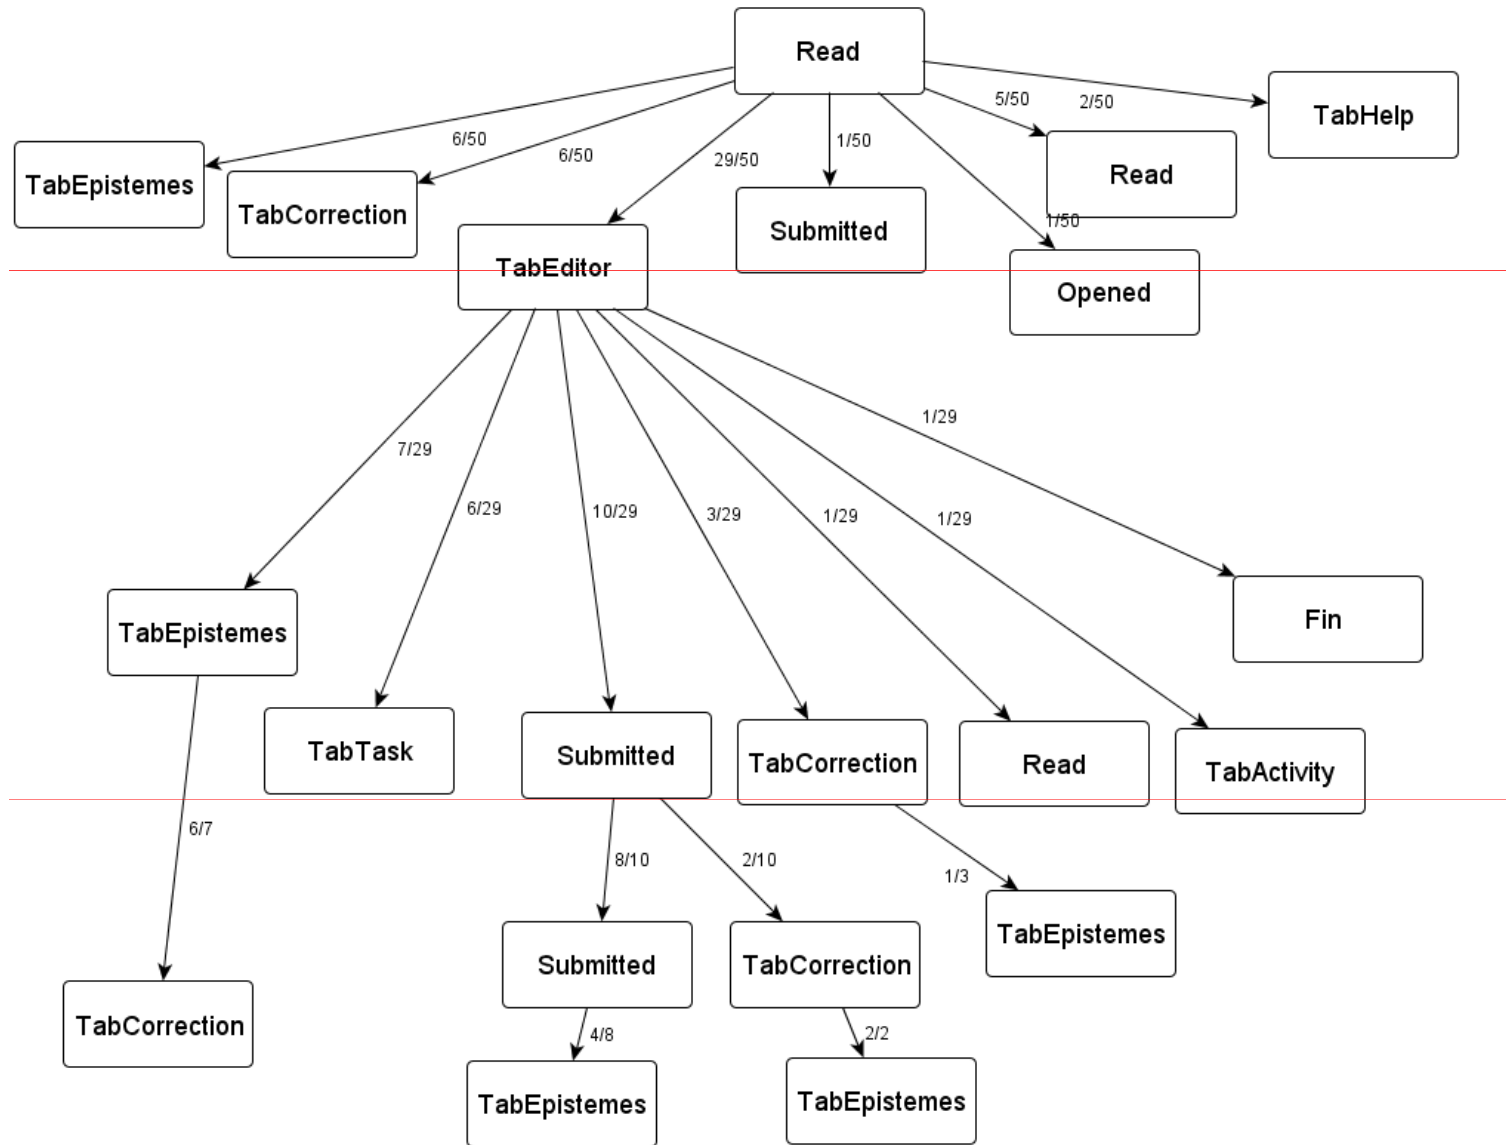 Read
5/50
2/50
TabHelp
6/50
6/50
29/50
1/50
Read
TabEpistemes
TabCorrection
Submitted
1/50
TabEditor
Opened
1/29
7/29
6/29
10/29
3/29
1/29
1/29
TabEpistemes
Fin
TabTask
Submitted
TabCorrection
Read
TabActivity
6/7
8/10
2/10
1/3
TabEpistemes
Submitted
TabCorrection
TabCorrection
4/8
2/2
TabEpistemes
TabEpistemes